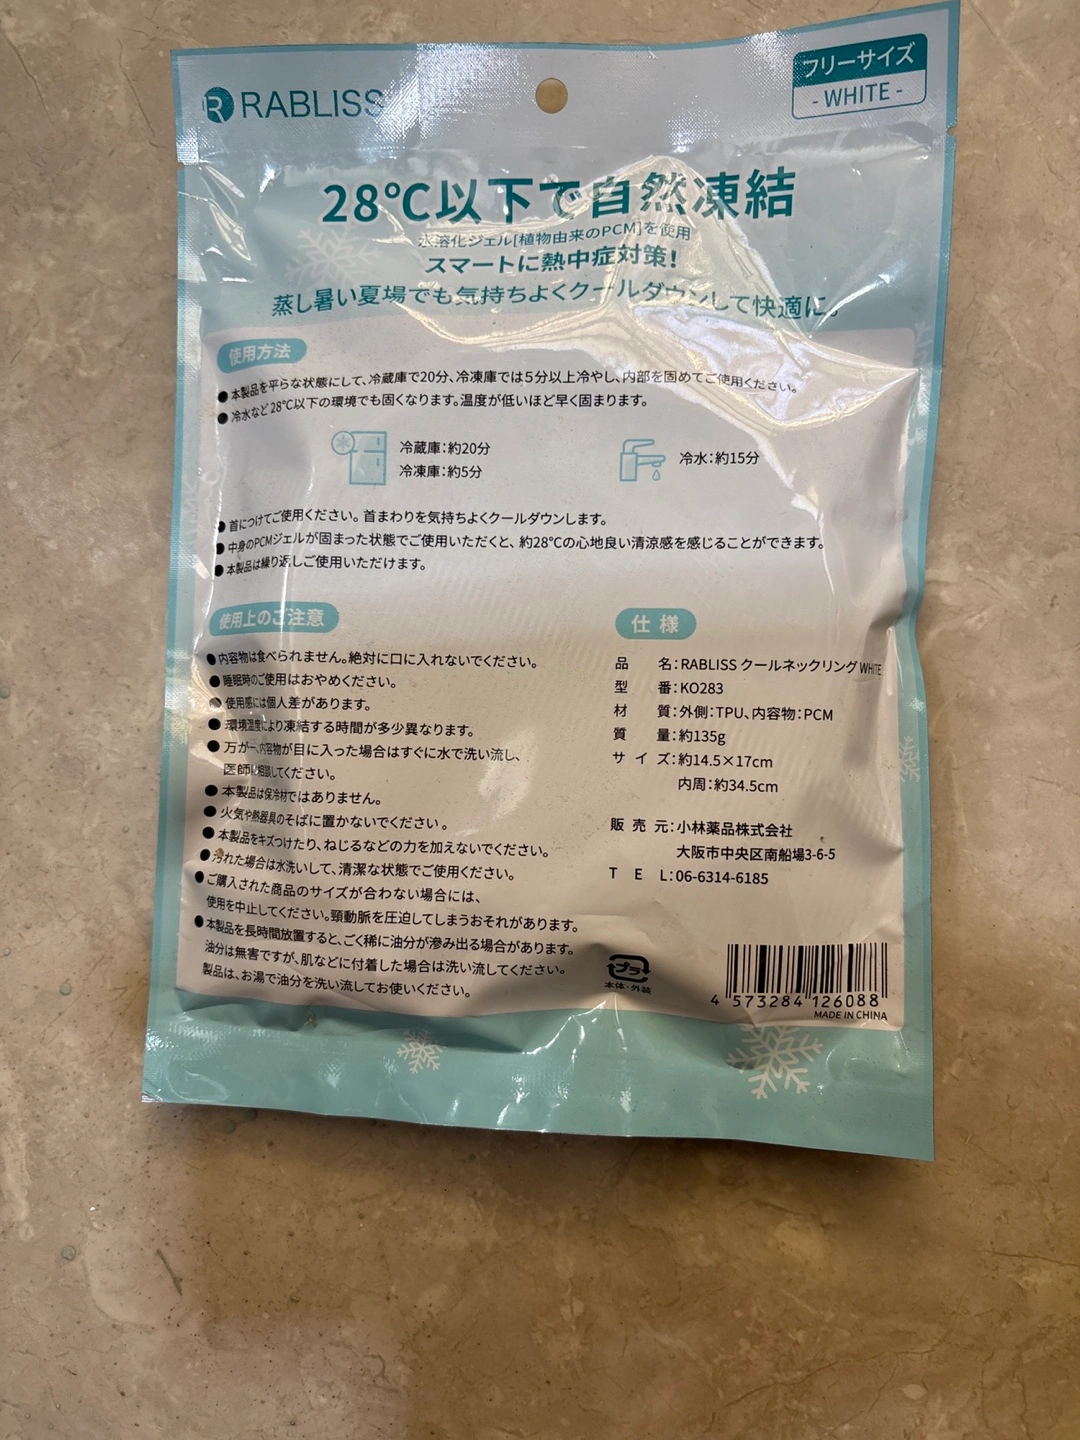 RABLISS
フリーサイズ
- WHITE -
28℃以下で自然凍結
氷溶化ジェル[植物由来のPCM]を使用
スマートに熱中症対策!
蒸し暑い夏場でも気持ちよくクールダウンして快適に。
使用方法
●本製品を平らな状態にして、冷蔵庫で20分、冷凍庫では5分以上冷やし、内部を固めてご使用ください。
●冷水など28℃以下の環境でも固くなります。温度が低いほど早く固まります。
冷蔵庫:約20分
冷凍庫:約5分
冷水:約15分
●首につけてご使用ください。首まわりを気持ちよくクールダウンします。
●中身のPCMジェルが固まった状態でご使用いただくと、約28℃の心地良い清涼感を感じることができます。
●本製品は繰り返しご使用いただけます。
使用上のご注意
●内容物は食べられません。絶対に口に入れないでください。
●睡眠時のご使用はおやめください。
●使用感には個人差があります。
●環境温度により凍結する時間が多少異なります。
●万が一、内容物が目に入った場合はすぐに水で洗い流し、
医師に相談してください。
●本製品は保冷材ではありません。
●火気や熱器具のそばに置かないでください。
●本製品をキズつけたり、ねじるなどの力を加えないでください。
●汚れた場合は水洗いして、清潔な状態でご使用ください。
●ご購入された商品のサイズが合わない場合には、
使用を中止してください。頸動脈を圧迫してしまうおそれがあります。
●本製品を長時間放置すると、ごく稀に油分が滲み出る場合があります。
油分は無害ですが、肌などに付着した場合は洗い流してください。
製品は、お湯で油分を洗い流してお使いください。
仕様
品名:RABLISS クールネックリング WHITE
型番:KO283
材質:外側:TPU、内容物:PCM
質量:約135g
サイズ:約14.5×17cm
内周:約34.5cm
販売元:小林薬品株式会社
大阪市中央区南船場3-6-5
TEL:06-6314-6185
プラ
本体・外装
4 573284 126088
MADE IN CHINA